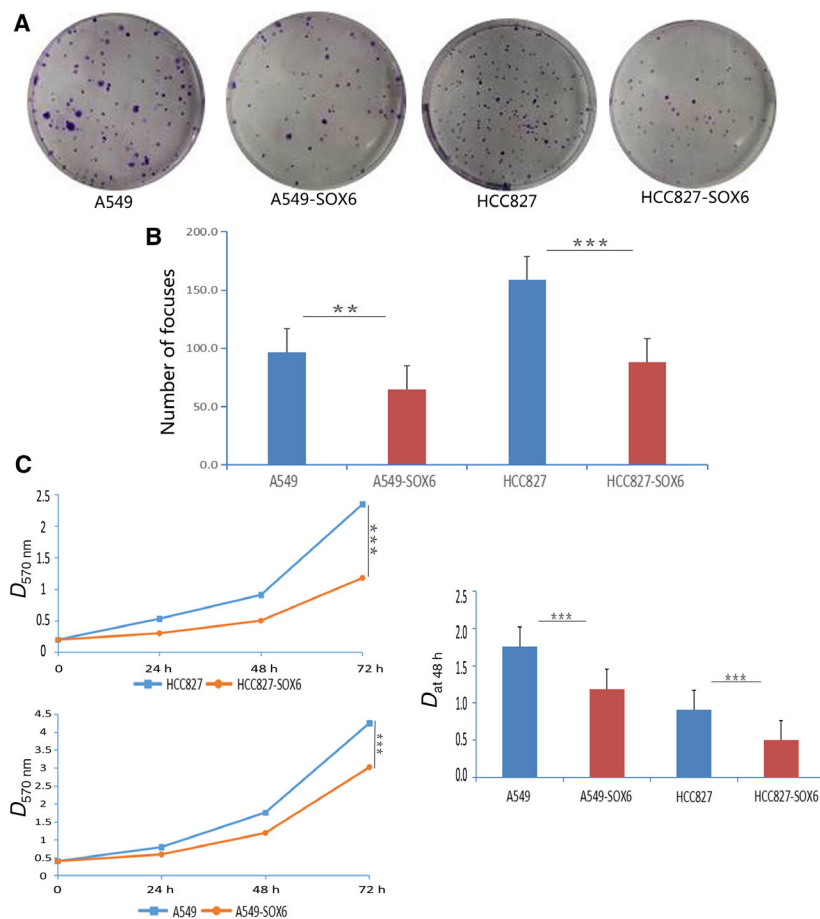 A
A549
A549-SOX6
HCC827
HCC827-SOX6
B
Number of focuses
200.0
150.0
100.0
50.0
0.0
**
***
A549
A549-SOX6
HCC827
HCC827-SOX6
C
D570 nm
2.5
2
1.5
1
0.5
0
***
0
24 h
48 h
72 h
HCC827
HCC827-SOX6
D570 nm
4.5
4
3.5
3
2.5
2
1.5
1
0.5
0
***
0
24 h
48 h
72 h
A549
A549-SOX6
Dat 48 h
2.5
2.0
1.5
1.0
0.5
0.0
***
***
A549
A549-SOX6
HCC827
HCC827-SOX6